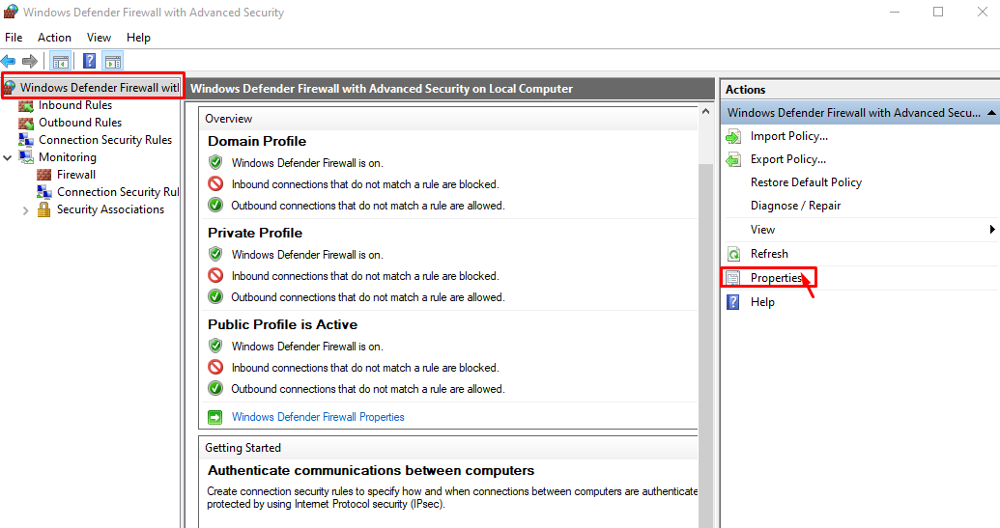 Windows Defender Firewall with Advanced Security
File Action View Help
Windows Defender Firewall with
Inbound Rules
Outbound Rules
Connection Security Rules
Monitoring
Firewall
Connection Security Rul
Security Associations
Windows Defender Firewall with Advanced Security on Local Computer
Overview
Domain Profile
Windows Defender Firewall is on.
Inbound connections that do not match a rule are blocked.
Outbound connections that do not match a rule are allowed.
Private Profile
Windows Defender Firewall is on.
Inbound connections that do not match a rule are blocked.
Outbound connections that do not match a rule are allowed.
Public Profile is Active
Windows Defender Firewall is on.
Inbound connections that do not match a rule are blocked.
Outbound connections that do not match a rule are allowed.
Windows Defender Firewall Properties
Getting Started
Authenticate communications between computers
Create connection security rules to specify how and when connections between computers are authenticate
protected by using Internet Protocol security (IPsec).
Actions
Windows Defender Firewall with Advanced Secu...
Import Policy...
Export Policy...
Restore Default Policy
Diagnose / Repair
View
Refresh
Properties
Help